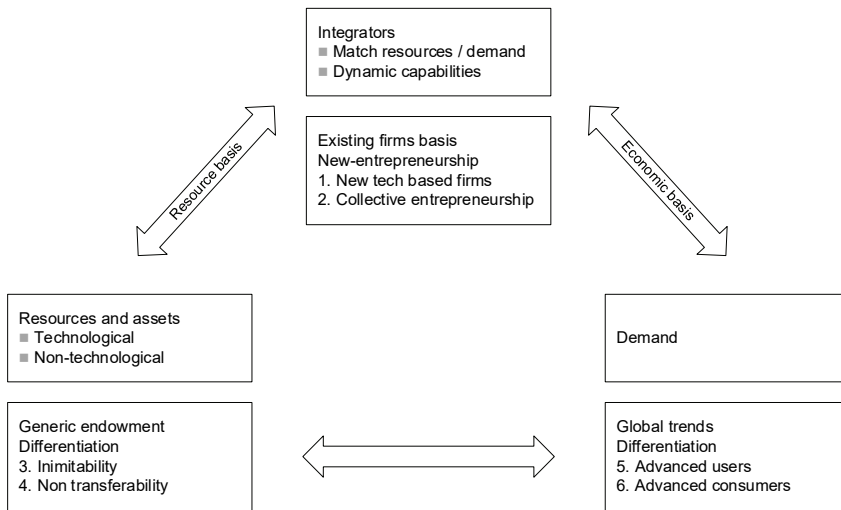 Integrators
■ Match resources / demand
■ Dynamic capabilities
Existing firms basis
New-entrepreneurship
1. New tech based firms
2. Collective entrepreneurship
Resource basis
Economic basis
Resources and assets
■ Technological
■ Non-technological
Demand
Generic endowment
Differentiation
3. Inimitability
4. Non transferability
Global trends
Differentiation
5. Advanced users
6. Advanced consumers